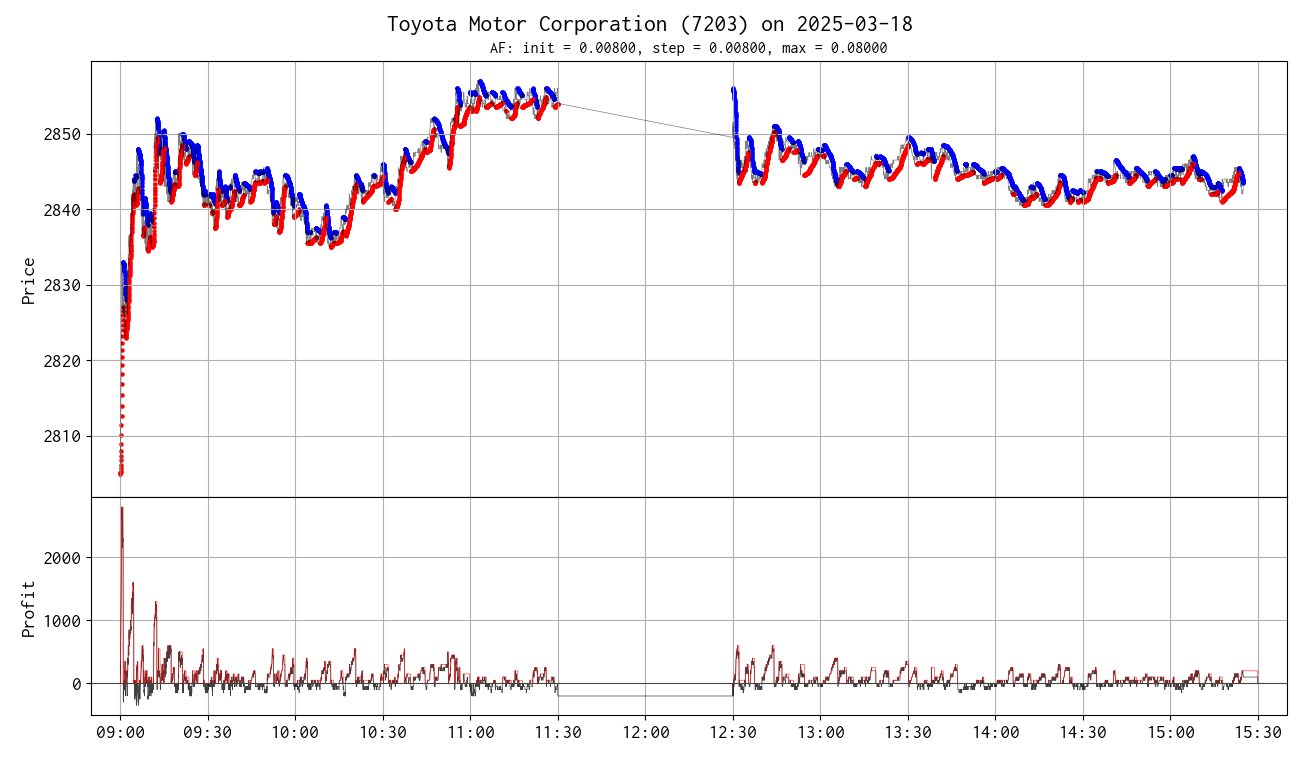 Toyota Motor Corporation (7203) on 2025-03-18
AF: init = 0.00800, step = 0.00800, max = 0.08000
Price
2850
2840
2830
2820
2810
Profit
2000
1000
0
09:00 09:30 10:00 10:30 11:00 11:30 12:00 12:30 13:00 13:30 14:00 14:30 15:00 15:30